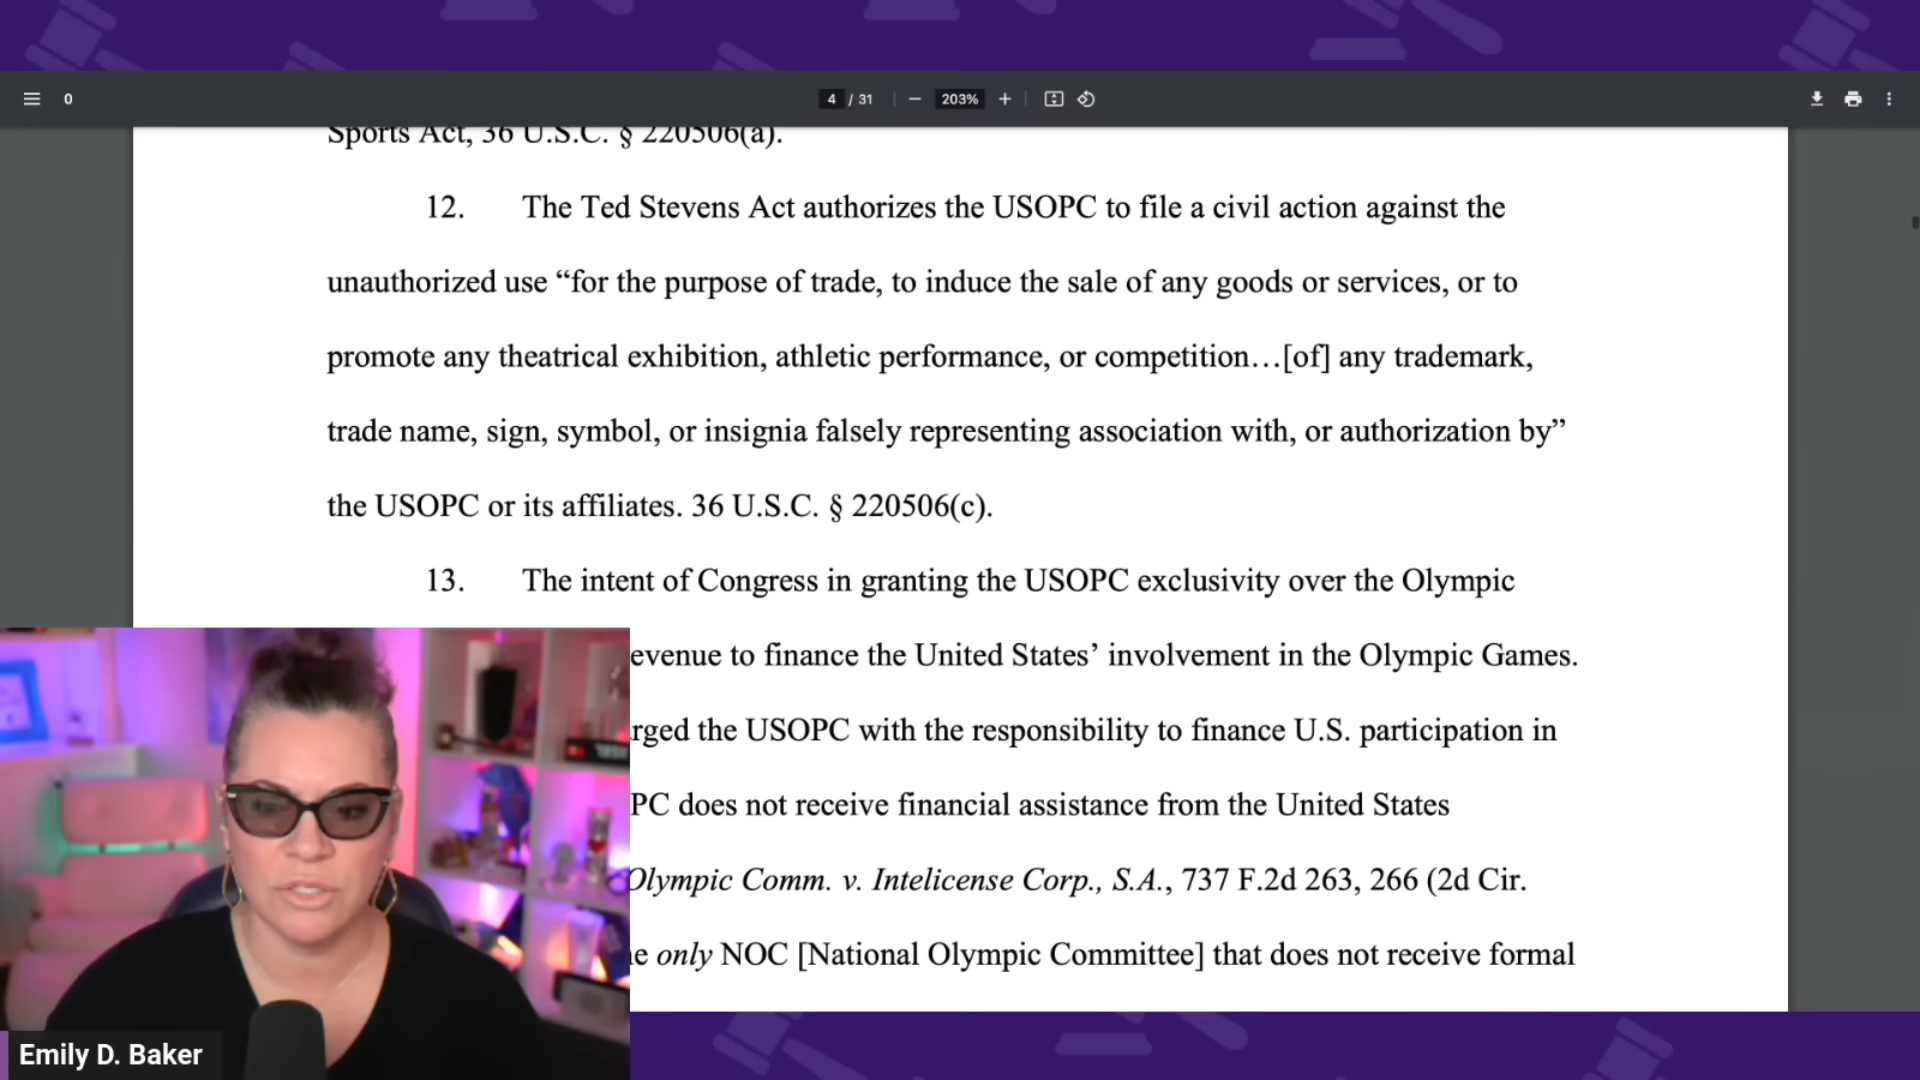 0
4 / 31
203%
Sports Act, 36 U.S.C. § 220506(a).
12. The Ted Stevens Act authorizes the USOPC to file a civil action against the
unauthorized use “for the purpose of trade, to induce the sale of any goods or services, or to
promote any theatrical exhibition, athletic performance, or competition…[of] any trademark,
trade name, sign, symbol, or insignia falsely representing association with, or authorization by”
the USOPC or its affiliates. 36 U.S.C. § 220506(c).
13. The intent of Congress in granting the USOPC exclusivity over the Olympic
evenue to finance the United States’ involvement in the Olympic Games.
rged the USOPC with the responsibility to finance U.S. participation in
PC does not receive financial assistance from the United States
Olympic Comm. v. Intelicense Corp., S.A., 737 F.2d 263, 266 (2d Cir.
e only NOC [National Olympic Committee] that does not receive formal
Emily D. Baker